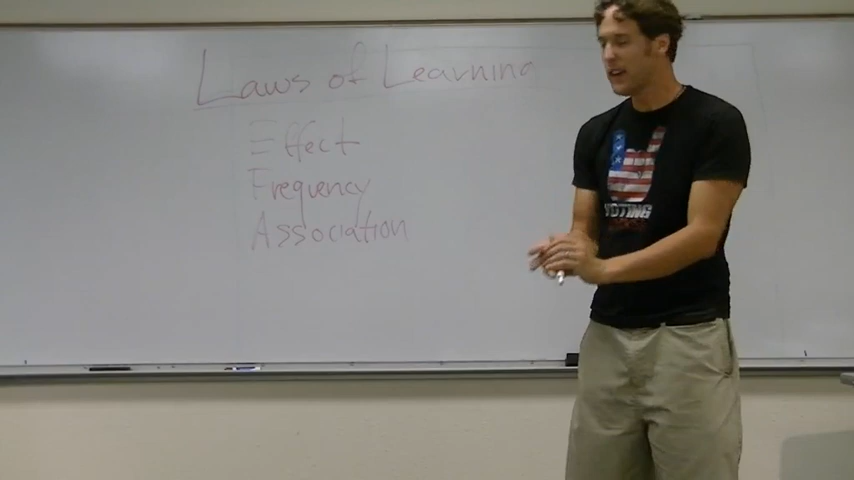 Laws of Learning
Effect
Frequency
Association
VOTING